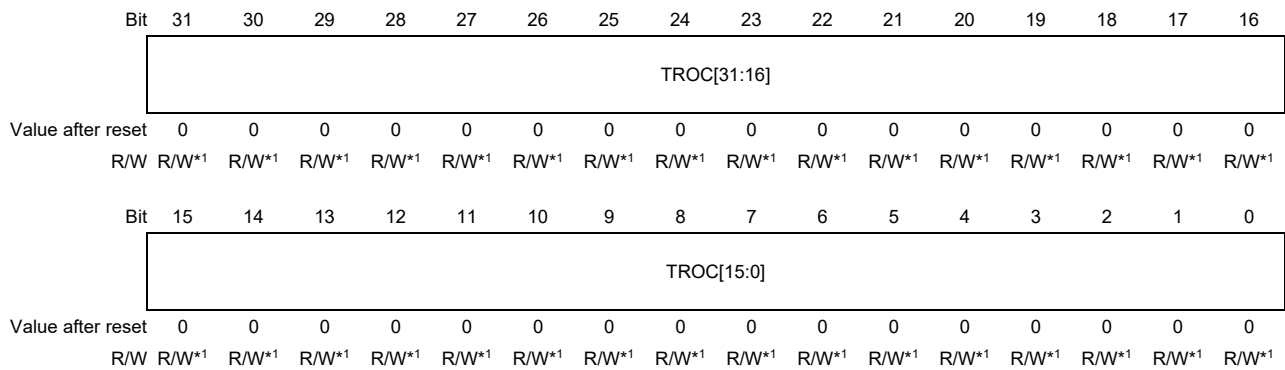 Bit 31 30 29 28 27 26 25 24 23 22 21 20 19 18 17 16
TROC[31:16]
Value after reset 0 0 0 0 0 0 0 0 0 0 0 0 0 0 0 0
R/W R/W*1 R/W*1 R/W*1 R/W*1 R/W*1 R/W*1 R/W*1 R/W*1 R/W*1 R/W*1 R/W*1 R/W*1 R/W*1 R/W*1 R/W*1 R/W*1
Bit 15 14 13 12 11 10 9 8 7 6 5 4 3 2 1 0
TROC[15:0]
Value after reset 0 0 0 0 0 0 0 0 0 0 0 0 0 0 0 0
R/W R/W*1 R/W*1 R/W*1 R/W*1 R/W*1 R/W*1 R/W*1 R/W*1 R/W*1 R/W*1 R/W*1 R/W*1 R/W*1 R/W*1 R/W*1 R/W*1